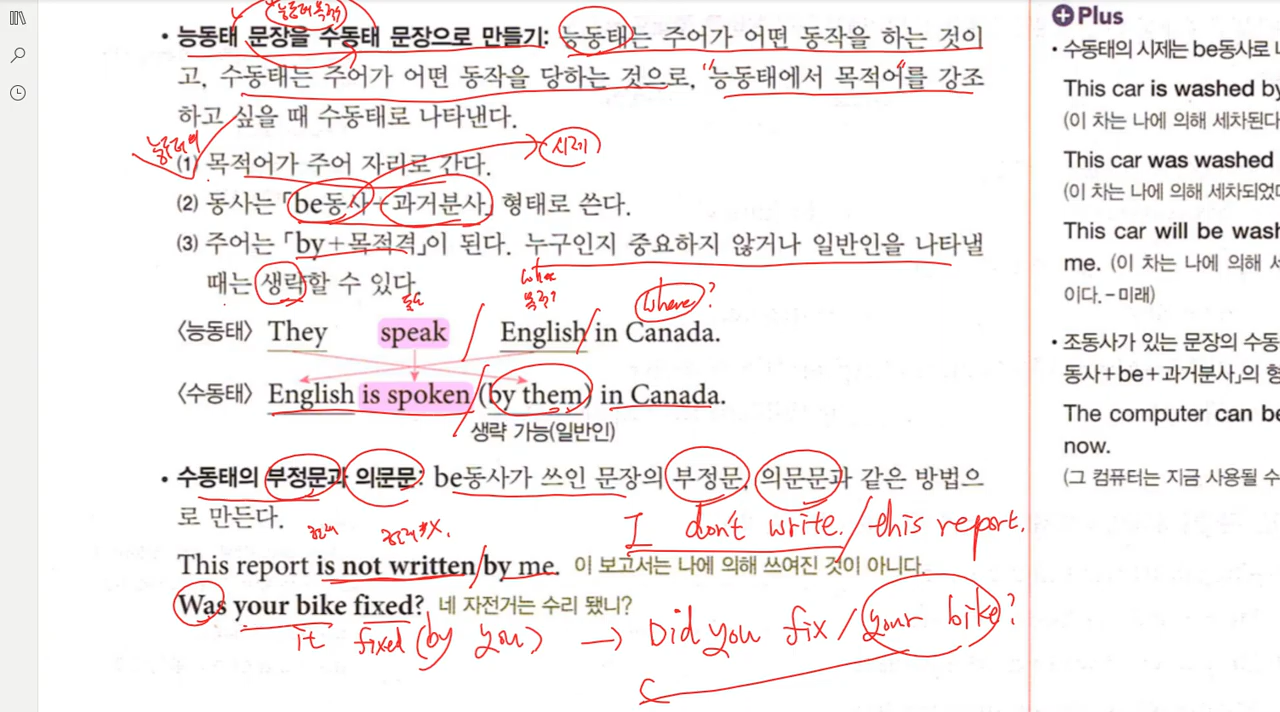 능동태 목적어
• 능동태 문장을 수동태 문장으로 만들기: 능동태는 주어가 어떤 동작을 하는 것이
고, 수동태는 주어가 어떤 동작을 당하는 것으로, "능동태에서 목적어"를 강조
하고 싶을 때 수동태로 나타낸다.
시제
(1) 목적어가 주어 자리로 간다.
(2) 동사는 「be동사+과거분사」 형태로 쓴다.
(3) 주어는 「by+목적격」이 된다. 누구인지 중요하지 않거나 일반인을 나타낼
때는 생략할 수 있다.
where?
〈능동태〉 They speak / English / in Canada.
〈수동태〉 English is spoken / (by them) in Canada.
생략 가능(일반인)
• 수동태의 부정문과 의문문: be동사가 쓰인 문장의 부정문, 의문문과 같은 방법으
로 만든다.
I don't write. / this report.
This report is not written / by me. 이 보고서는 나에 의해 쓰여진 것이 아니다.
Was your bike fixed? 네 자전거는 수리 됐니?
it fixed (by you) → Did you fix / your bike?
Plus
• 수동태의 시제는 be동사로 나
This car is washed by
(이 차는 나에 의해 세차된다
This car was washed
(이 차는 나에 의해 세차되었다
This car will be wash
me. (이 차는 나에 의해 세
이다.-미래)
• 조동사가 있는 문장의 수동
동사+be+과거분사」의 형
The computer can be
now.
(그 컴퓨터는 지금 사용될 수